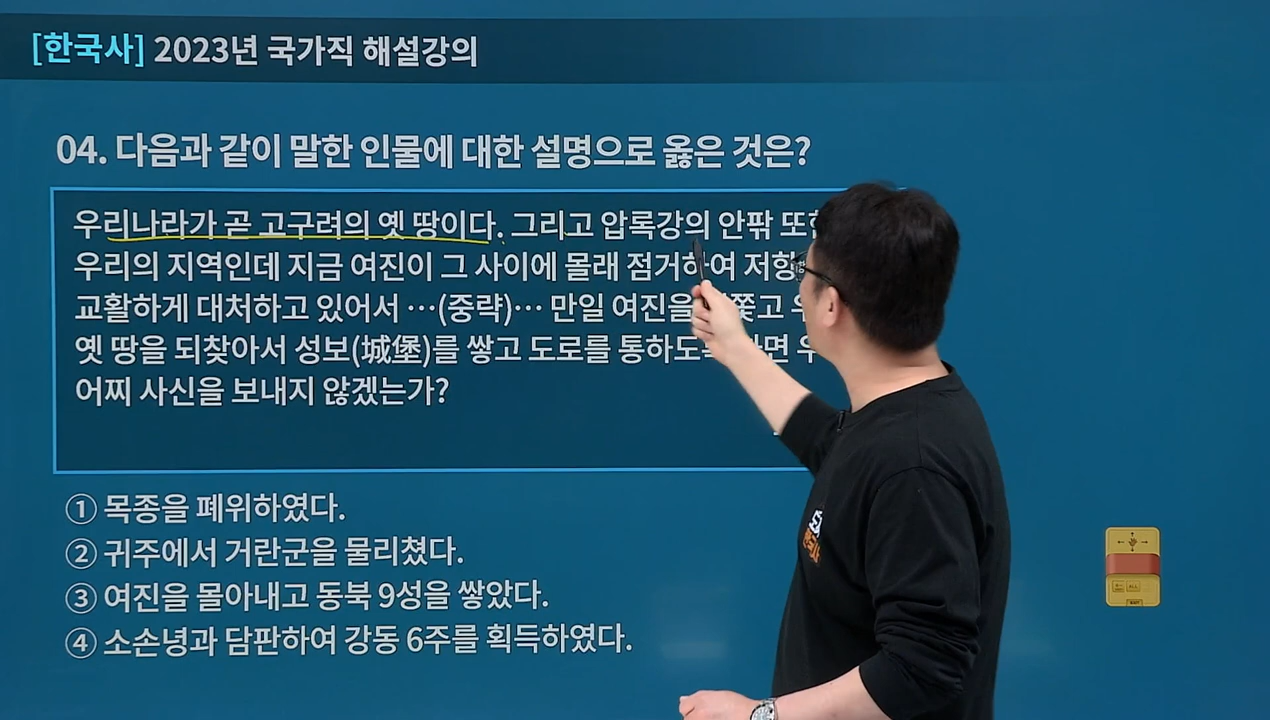 [한국사] 2023년 국가직 해설강의
04. 다음과 같이 말한 인물에 대한 설명으로 옳은 것은?
우리나라가 곧 고구려의 옛 땅이다. 그리고 압록강의 안팎
우리의 지역인데 지금 여진이 그 사이에 몰래 점거하여
교활하게 대처하고 있어서 …(중략)… 만일 여진을
옛 땅을 되찾아서 성보(城堡)를 쌓고 도로를
어찌 사신을 보내지 않겠는가?
① 목종을 폐위하였다.
② 귀주에서 거란군을 물리쳤다.
③ 여진을 몰아내고 동북 9성을 쌓았다.
④ 소손녕과 담판하여 강동 6주를 획득하였다.